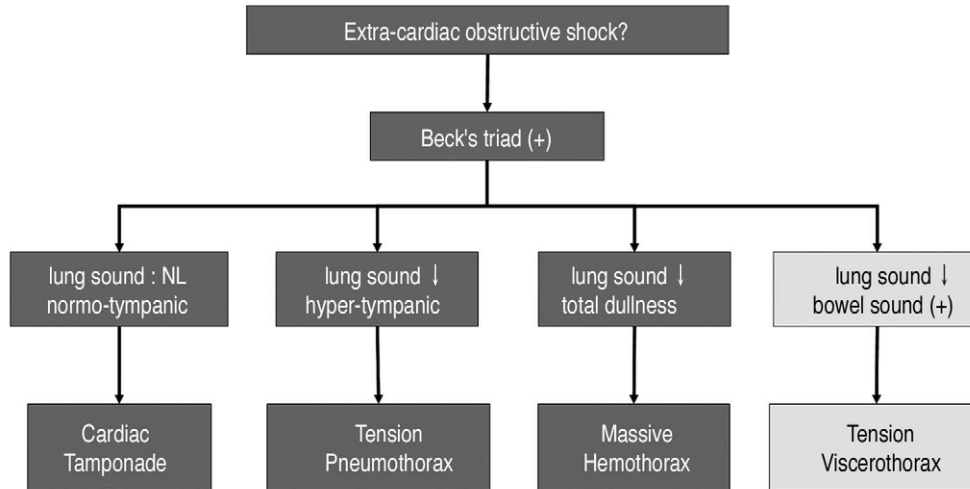 Extra-cardiac obstructive shock?
Beck's triad (+)
lung sound : NL
normo-tympanic
lung sound ↓
hyper-tympanic
lung sound ↓
total dullness
lung sound ↓
bowel sound (+)
Cardiac
Tamponade
Tension
Pneumothorax
Massive
Hemothorax
Tension
Viscerothorax